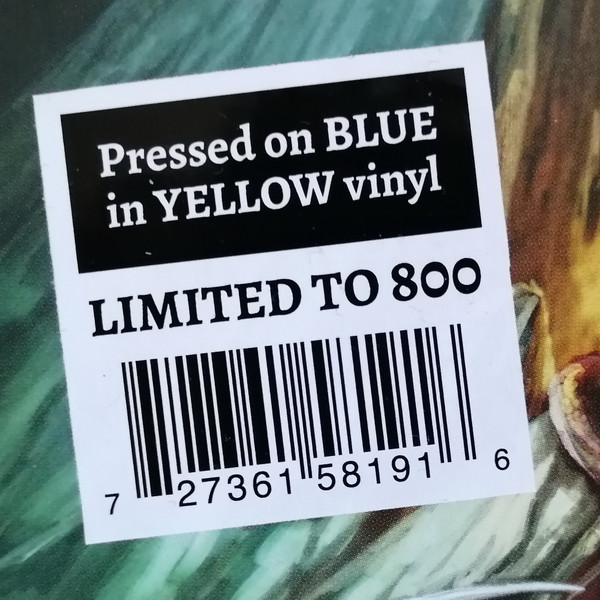 Pressed on BLUE
in YELLOW vinyl
LIMITED TO 800
7 27361 58191 6